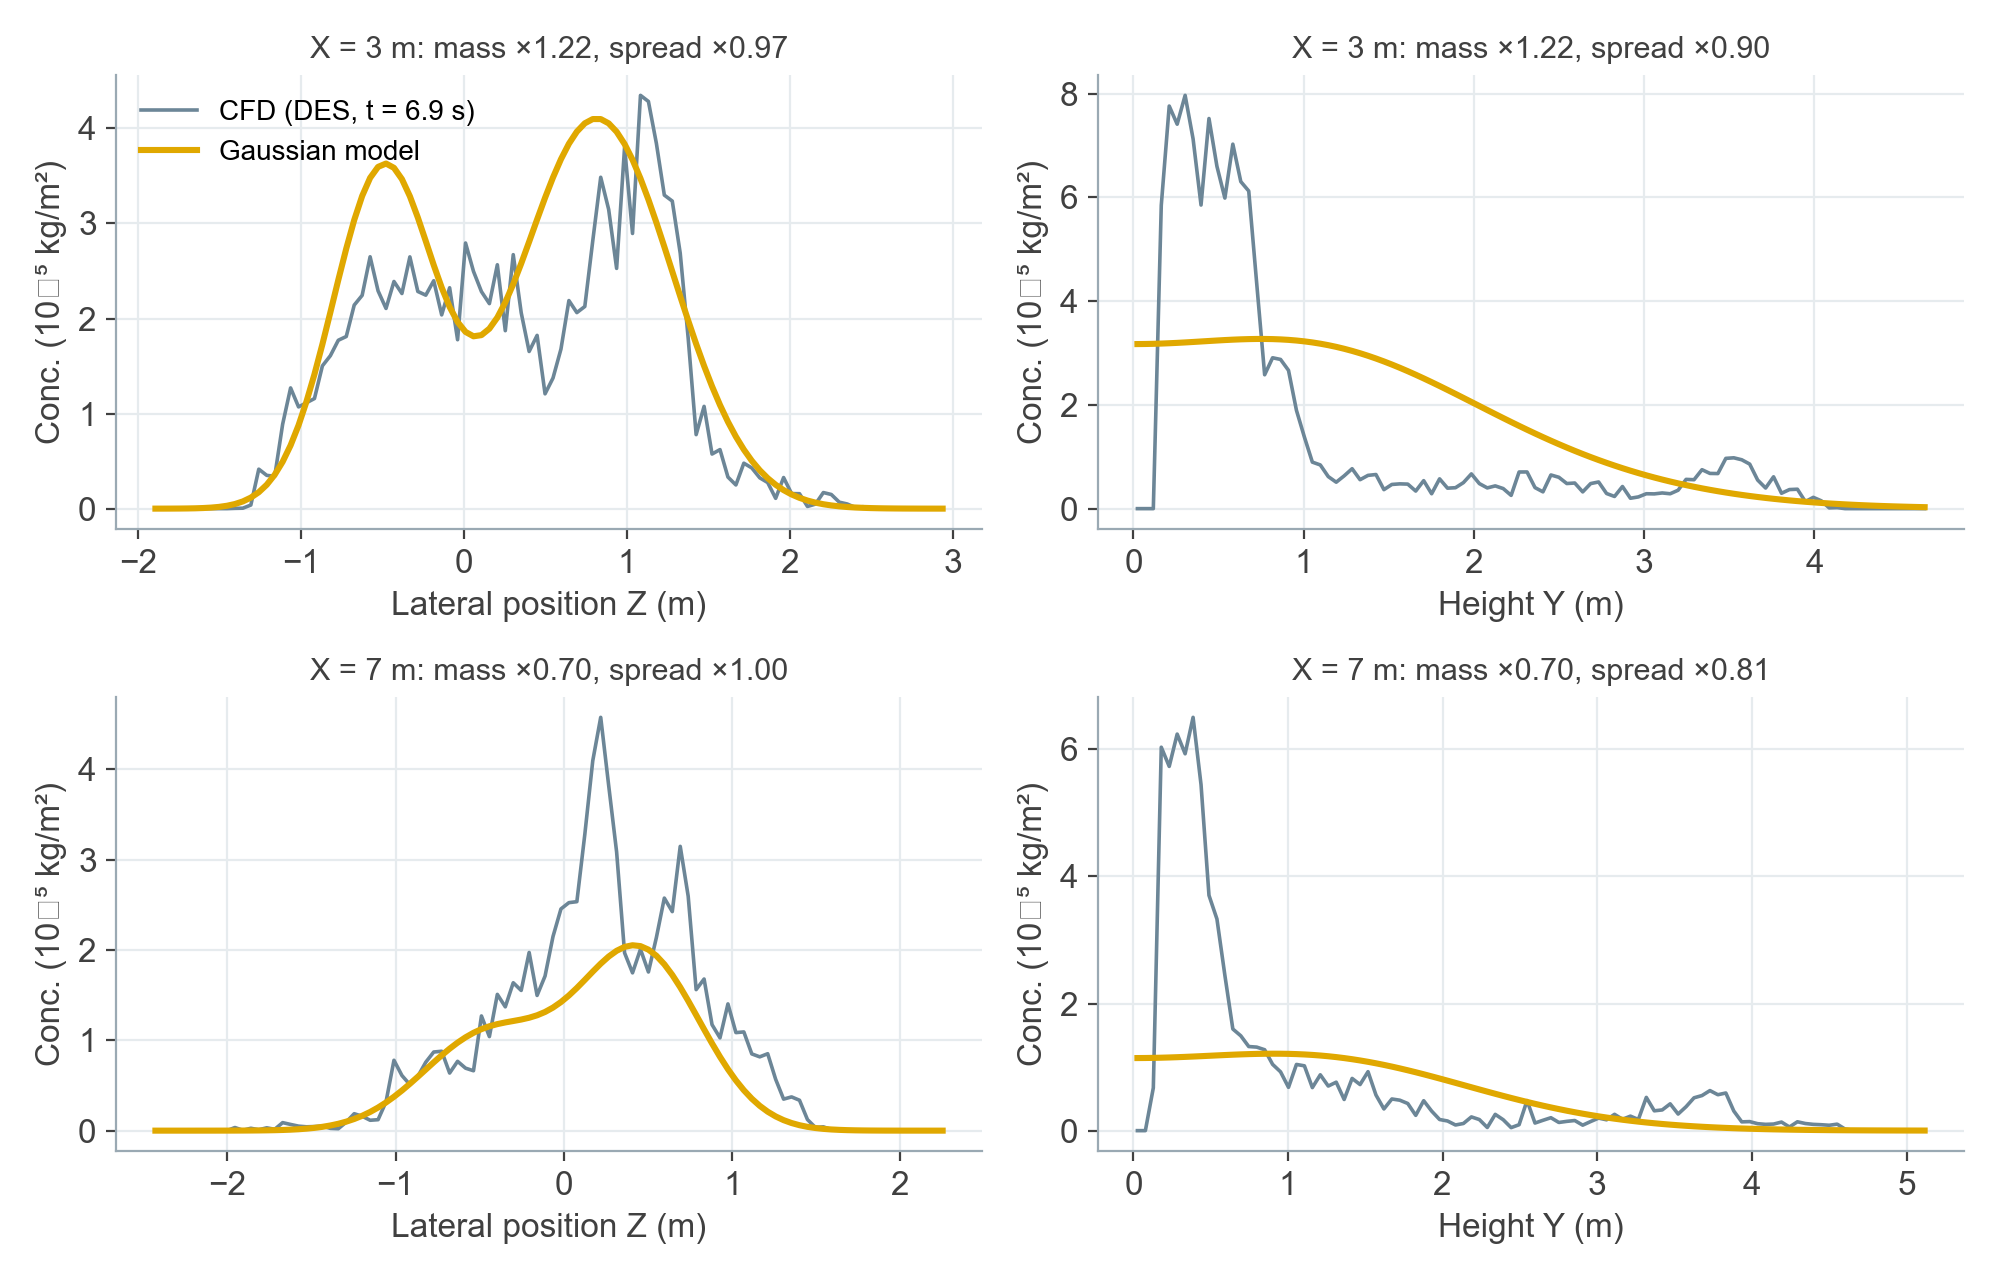 X = 3 m: mass ×1.22, spread ×0.97
CFD (DES, t = 6.9 s)
Gaussian model
Conc. (10□⁵ kg/m²)
4
3
2
1
0
−2 −1 0 1 2 3
Lateral position Z (m)
X = 3 m: mass ×1.22, spread ×0.90
Conc. (10□⁵ kg/m²)
8
6
4
2
0
0 1 2 3 4
Height Y (m)
X = 7 m: mass ×0.70, spread ×1.00
Conc. (10□⁵ kg/m²)
4
3
2
1
0
−2 −1 0 1 2
Lateral position Z (m)
X = 7 m: mass ×0.70, spread ×0.81
Conc. (10□⁵ kg/m²)
6
4
2
0
0 1 2 3 4 5
Height Y (m)